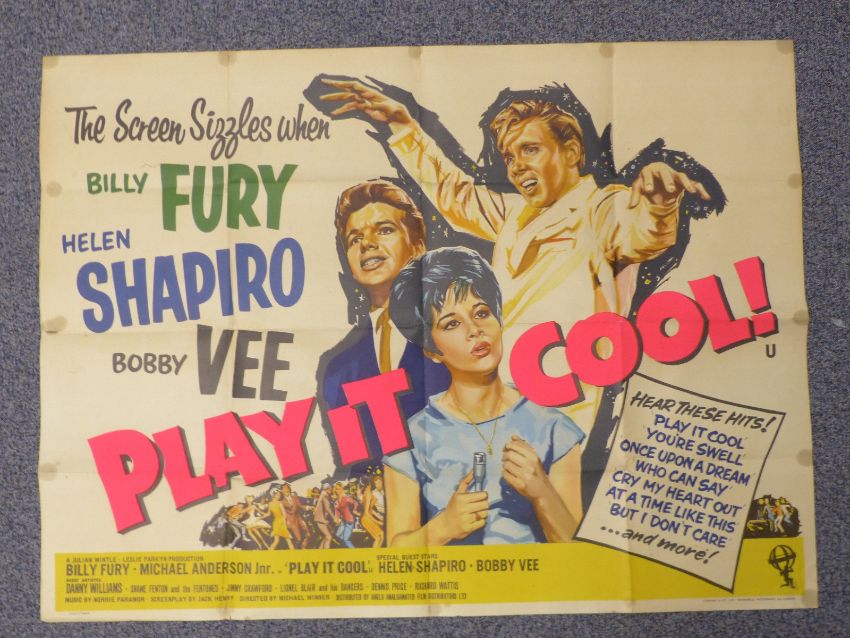 The Screen Sizzles when
BILLY FURY
HELEN
SHAPIRO
BOBBY VEE
PLAY iT COOL!
U
HEAR THESE HITS!
'PLAY IT COOL'
'YOU'RE SWELL'
'ONCE UPON A DREAM'
'WHO CAN SAY'
'CRY MY HEART OUT'
'AT A TIME LIKE THIS'
'BUT I DON'T CARE'
...and more!
A JULIAN WINTLE - LESLIE PARKYN PRODUCTION
BILLY FURY · MICHAEL ANDERSON Jnr. in 'PLAY IT COOL'
SPECIAL GUEST STARS
HELEN SHAPIRO · BOBBY VEE
GUEST ARTISTES
DANNY WILLIAMS · SHANE FENTON and the FENTONES · JIMMY CRAWFORD · LIONEL BLAIR and his DANCERS · DENNIS PRICE · RICHARD WATTIS
MUSIC BY NORRIE PARAMOR · SCREENPLAY BY JACK HENRY · DIRECTED BY MICHAEL WINNER DISTRIBUTED BY ANGLO AMALGAMATED FILM DISTRIBUTORS LTD